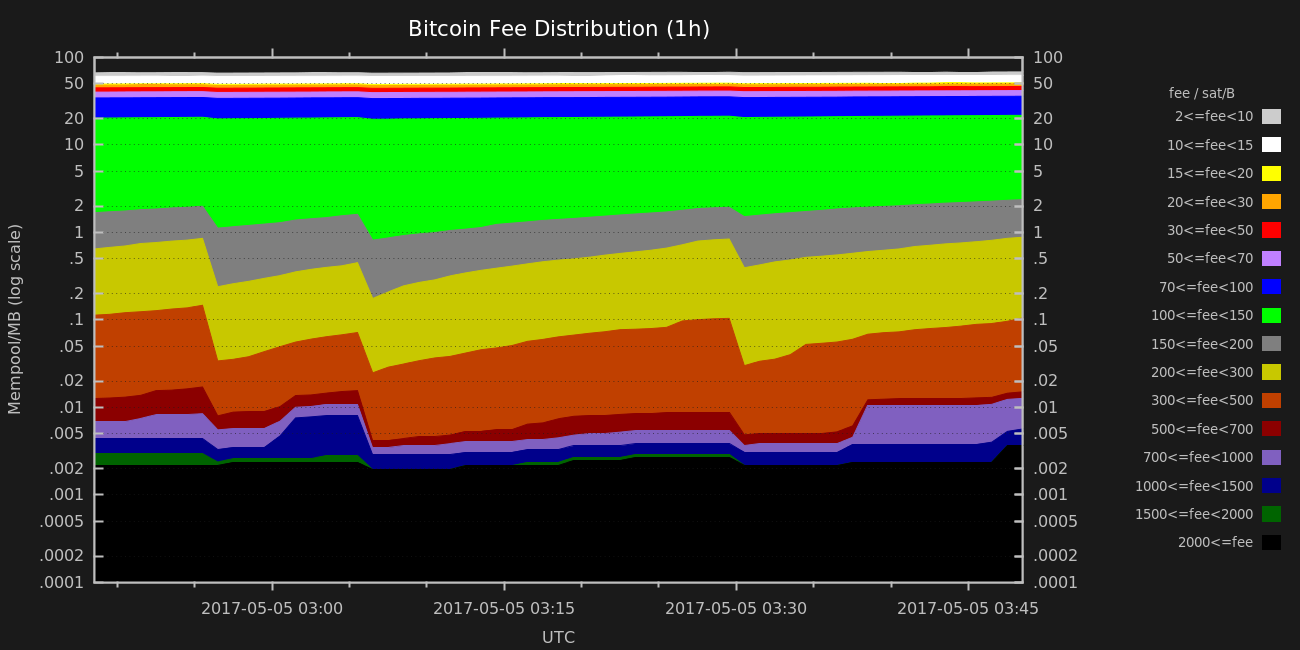 Bitcoin Fee Distribution (1h)
Mempool/MB (log scale)
100
50
20
10
5
2
1
.5
.2
.1
.05
.02
.01
.005
.002
.001
.0005
.0002
.0001
100
50
20
10
5
2
1
.5
.2
.1
.05
.02
.01
.005
.002
.001
.0005
.0002
.0001
fee / sat/B
2<=fee<10
10<=fee<15
15<=fee<20
20<=fee<30
30<=fee<50
50<=fee<70
70<=fee<100
100<=fee<150
150<=fee<200
200<=fee<300
300<=fee<500
500<=fee<700
700<=fee<1000
1000<=fee<1500
1500<=fee<2000
2000<=fee
2017-05-05 03:00 2017-05-05 03:15 2017-05-05 03:30 2017-05-05 03:45
UTC